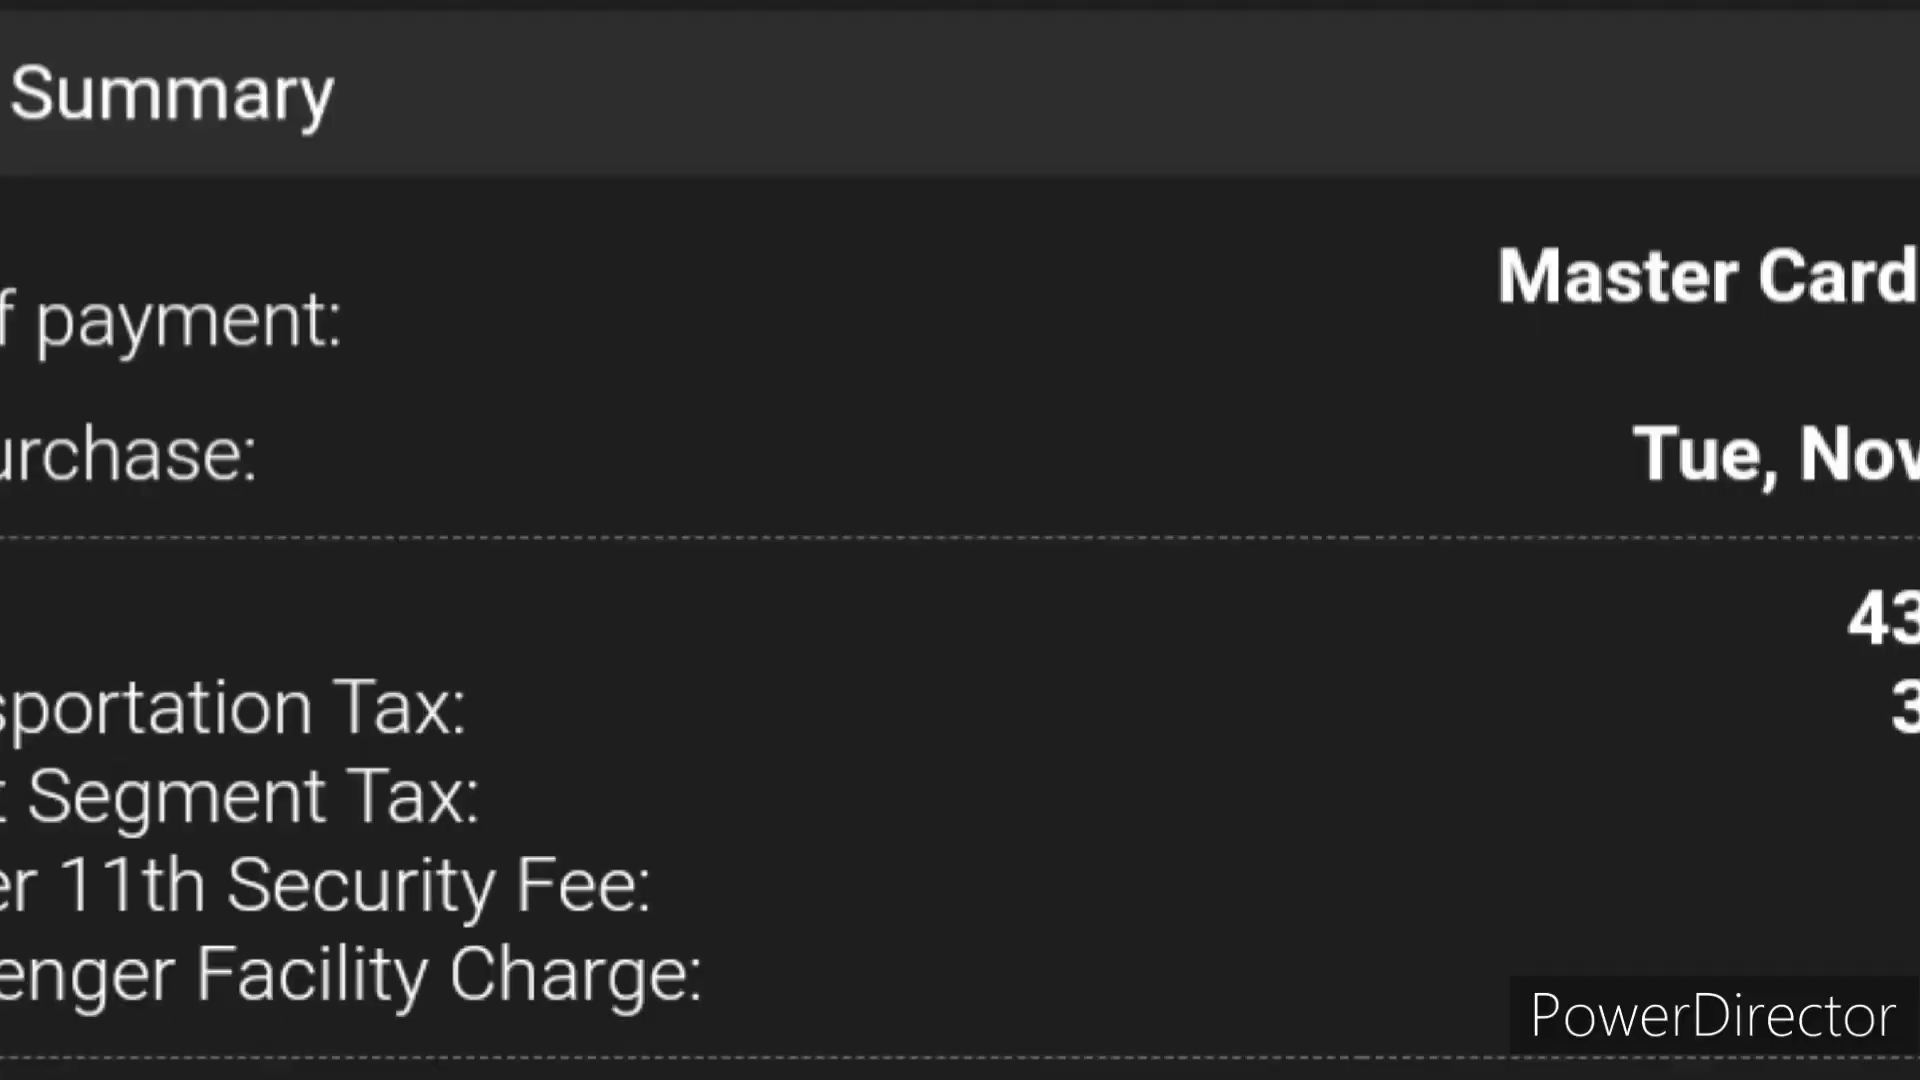 Summary
Master Card
f payment:
urchase:
Tue, Nov
43
sportation Tax:
3
t Segment Tax:
er 11th Security Fee:
enger Facility Charge:
PowerDirector